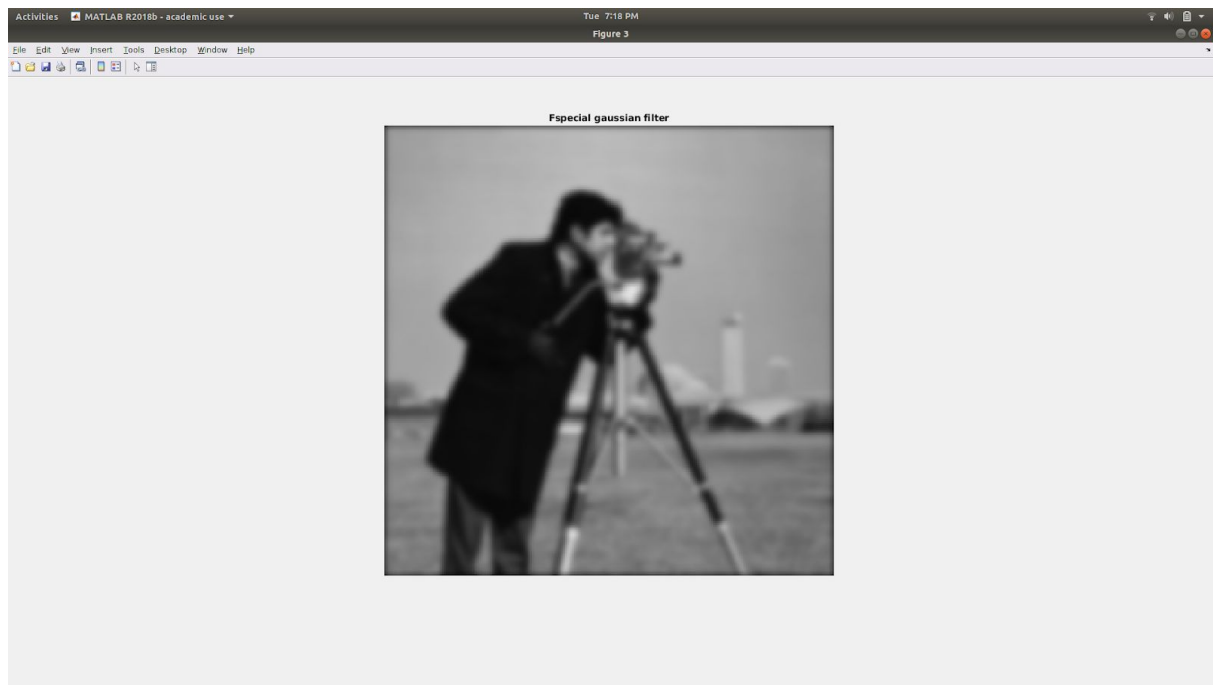 Activities MATLAB R2018b - academic use Tue 7:18 PM
Figure 3
File Edit View Insert Tools Desktop Window Help
Fspecial gaussian filter